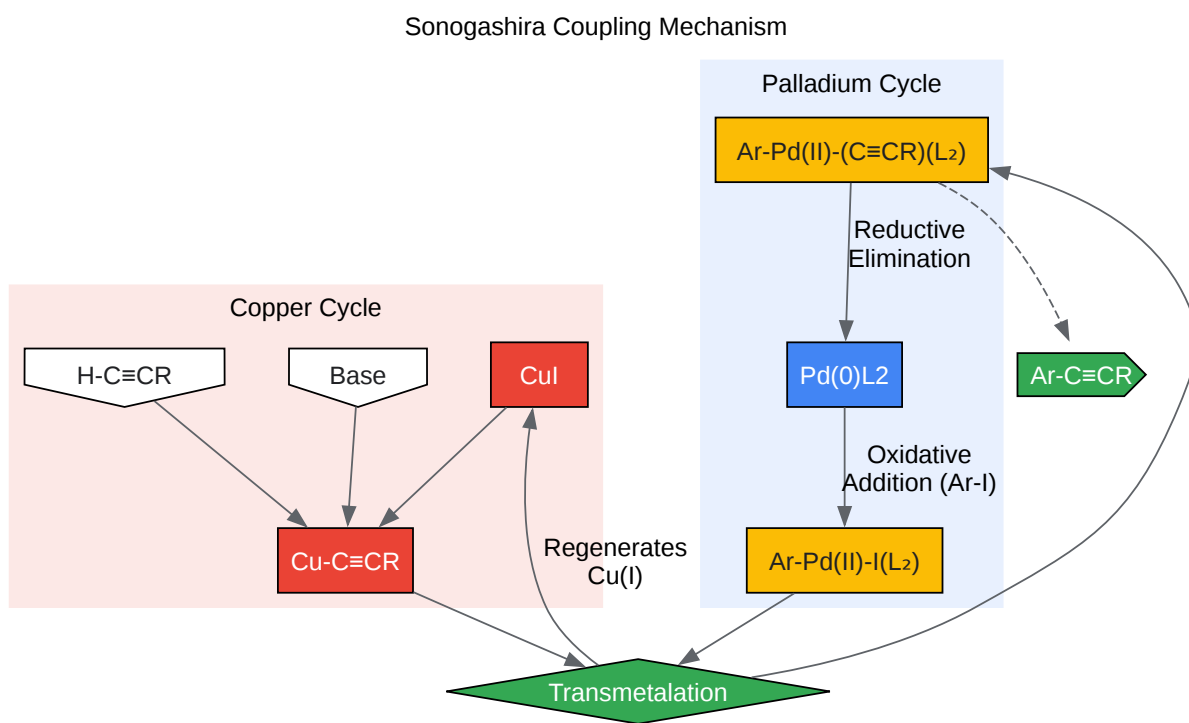 Sonogashira Coupling Mechanism
Palladium Cycle
Ar-Pd(II)-(C≡CR)(L₂)
Reductive
Elimination
Copper Cycle
H-C≡CR
Base
CuI
Pd(0)L2
Ar-C≡CR
Oxidative
Addition (Ar-I)
Regenerates
Cu(I)
Cu-C≡CR
Ar-Pd(II)-I(L₂)
Transmetalation